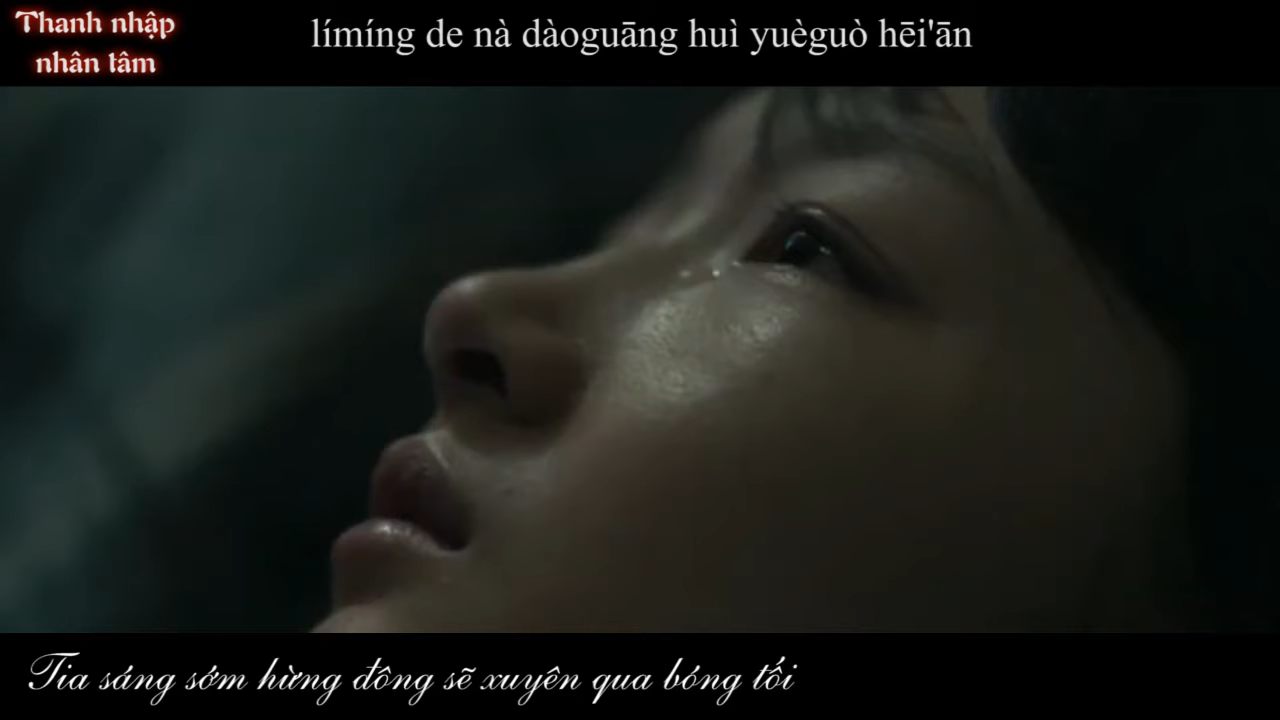 Thanh nhập
nhân tâm
límíng de nà dàoguāng huì yuèguò hēi'ān
Tia sáng sớm hừng đông sẽ xuyên qua bóng tối